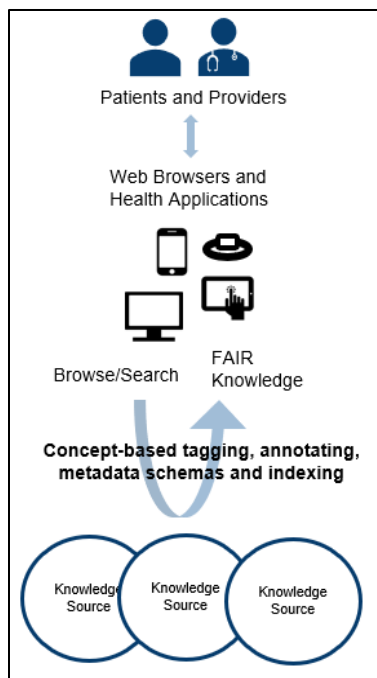 Patients and Providers
Web Browsers and
Health Applications
Browse/Search
FAIR
Knowledge
Concept-based tagging, annotating,
metadata schemas and indexing
Knowledge
Source
Knowledge
Source
Knowledge
Source